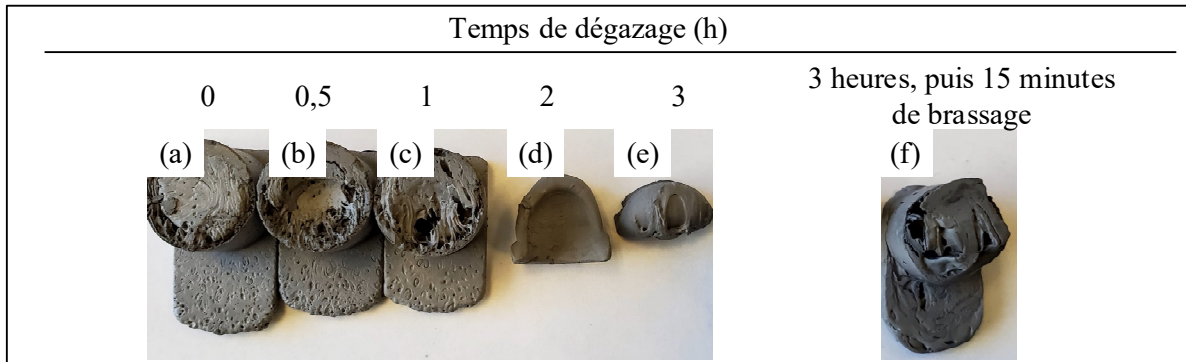 Temps de dégazage (h)
0 0,5 1 2 3 3 heures, puis 15 minutes
de brassage
(a) (b) (c) (d) (e) (f)